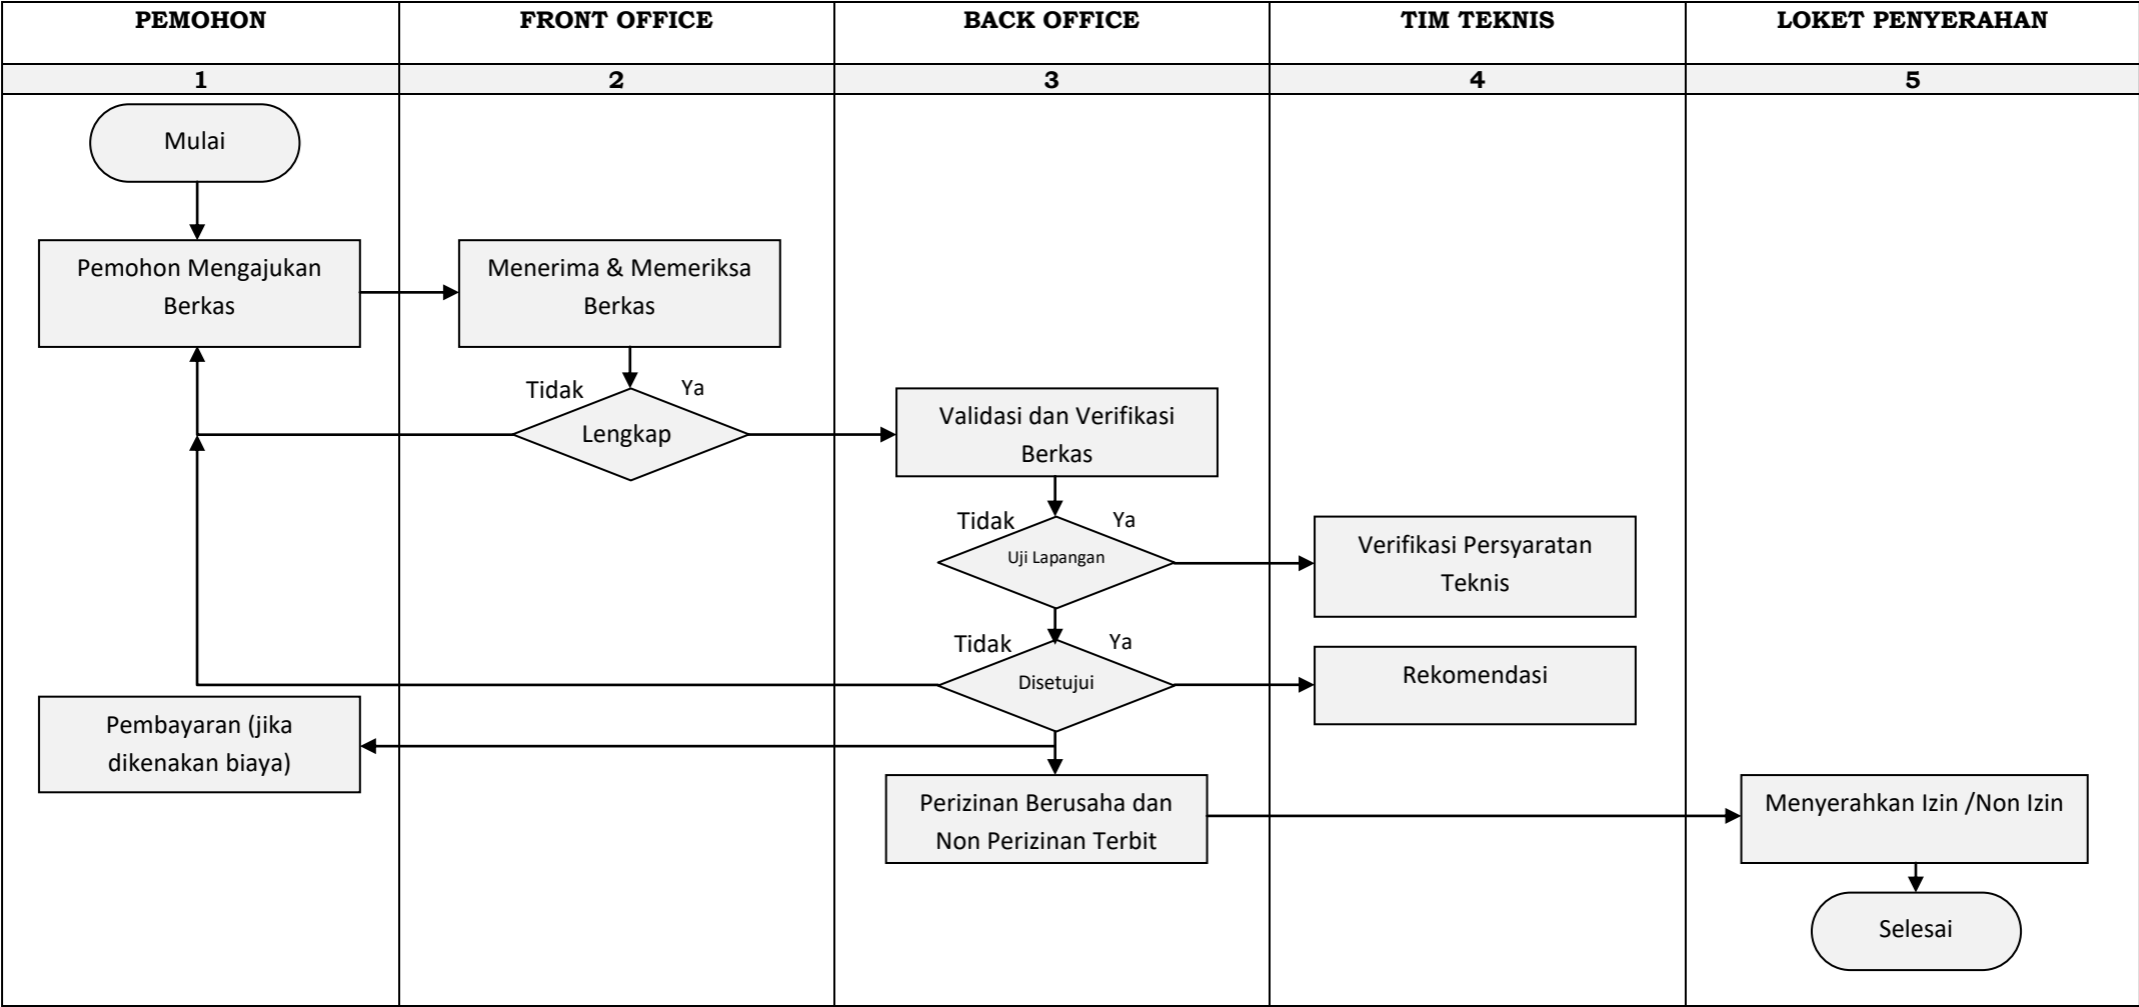 PEMOHON
FRONT OFFICE
BACK OFFICE
TIM TEKNIS
LOKET PENYERAHAN
1
2
3
4
5
Mulai
Pemohon Mengajukan
Berkas
Menerima & Memeriksa
Berkas
Tidak
Ya
Lengkap
Validasi dan Verifikasi
Berkas
Tidak
Ya
Uji Lapangan
Verifikasi Persyaratan
Teknis
Tidak
Ya
Disetujui
Rekomendasi
Pembayaran (jika
dikenakan biaya)
Perizinan Berusaha dan
Non Perizinan Terbit
Menyerahkan Izin /Non Izin
Selesai